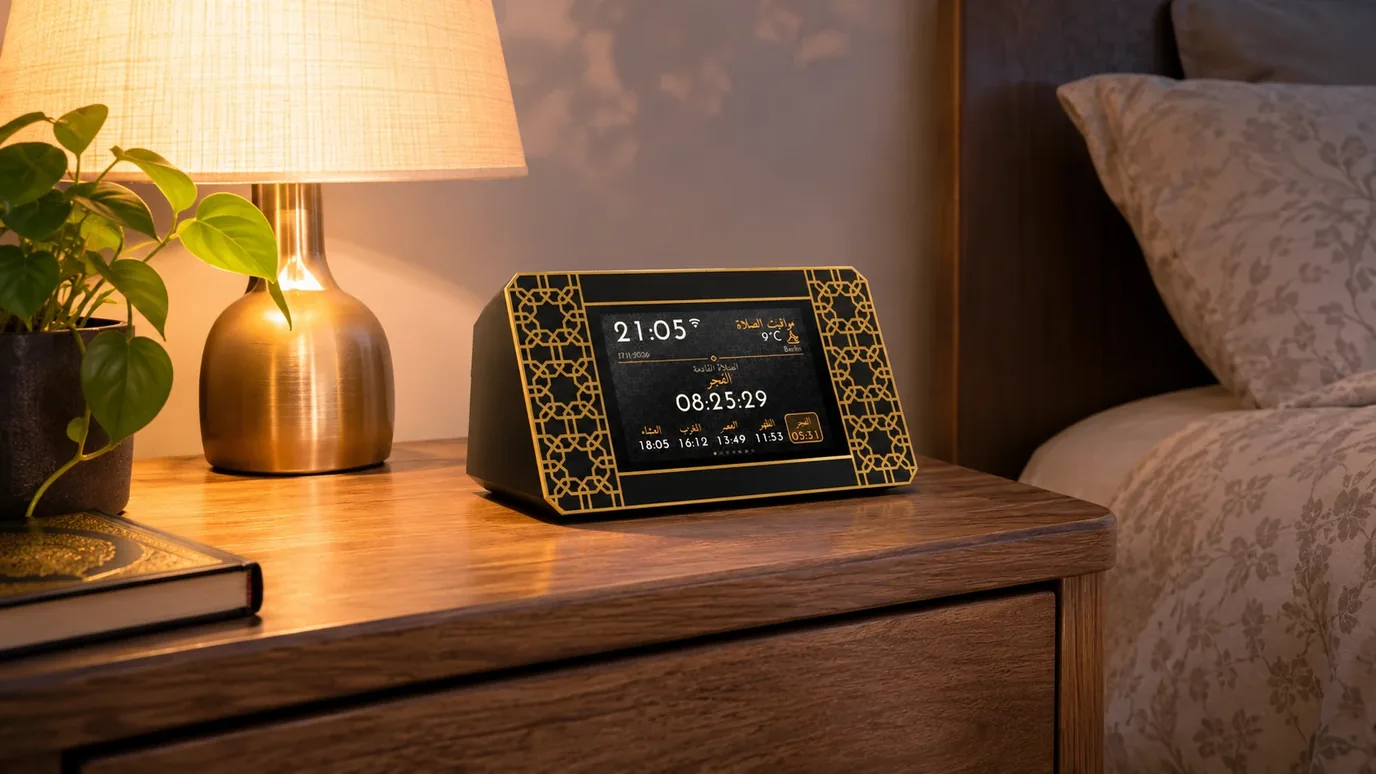 21:05
مواقيت الصلاة
9°C
Berlin
الصلاة القادمة
الفجر
08:25:29
العشاء المغرب العصر الظهر الفجر
18:05 16:12 13:49 11:53 05:31